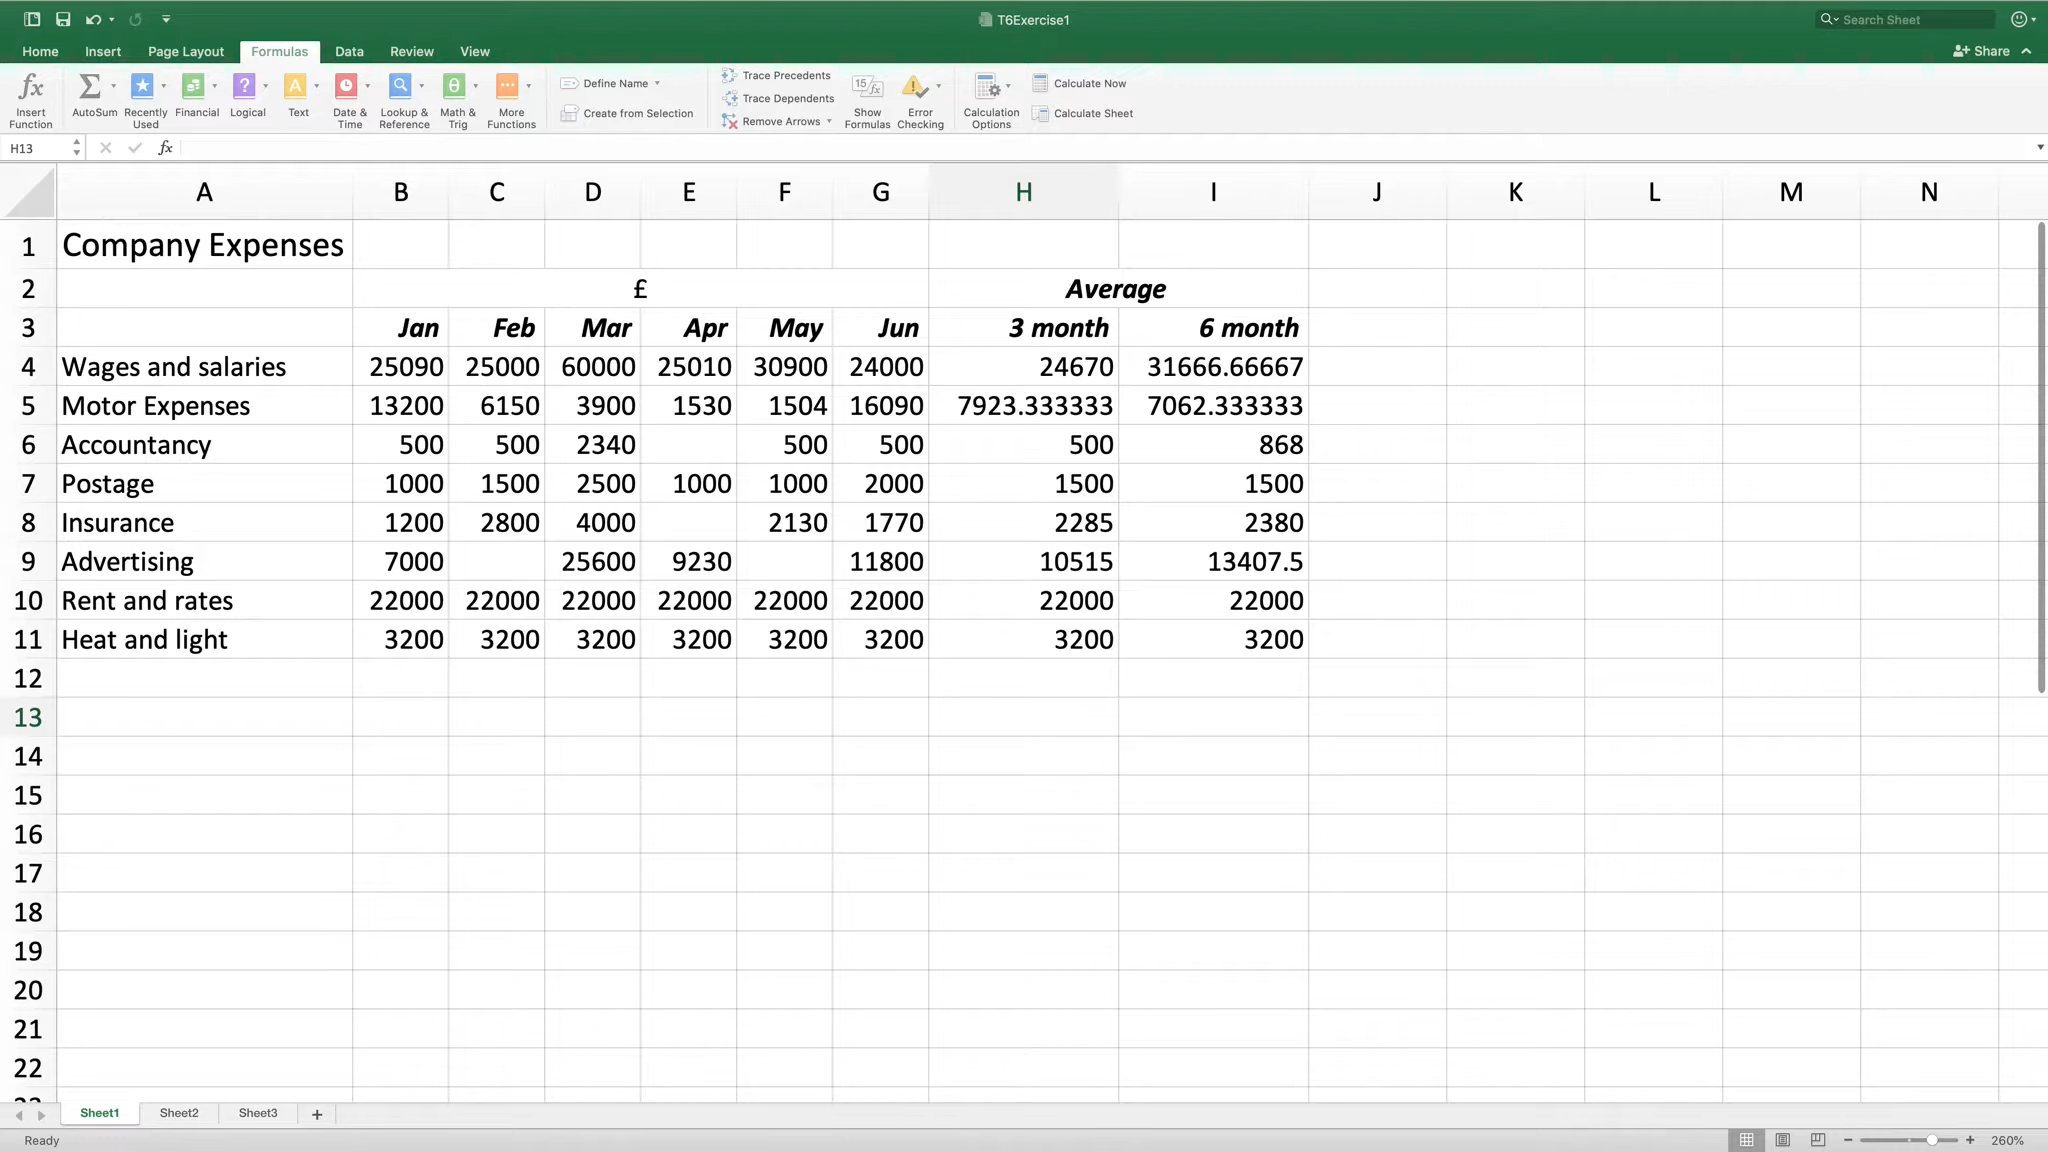 T6Exercise1
Search Sheet
Home Insert Page Layout Formulas Data Review View Share
fx Σ ? A θ 15 fx
Insert Function AutoSum Recently Used Financial Logical Text Date & Time Lookup & Reference Math & Trig More Functions
Define Name
Create from Selection
Trace Precedents
Trace Dependents
Remove Arrows
Show Formulas Error Checking Calculation Options
Calculate Now
Calculate Sheet
H13 fx
A B C D E F G H I J K L M N
1 Company Expenses
2 £ Average
3 Jan Feb Mar Apr May Jun 3 month 6 month
4 Wages and salaries 25090 25000 60000 25010 30900 24000 24670 31666.66667
5 Motor Expenses 13200 6150 3900 1530 1504 16090 7923.333333 7062.333333
6 Accountancy 500 500 2340 500 500 500 868
7 Postage 1000 1500 2500 1000 1000 2000 1500 1500
8 Insurance 1200 2800 4000 2130 1770 2285 2380
9 Advertising 7000 25600 9230 11800 10515 13407.5
10 Rent and rates 22000 22000 22000 22000 22000 22000 22000 22000
11 Heat and light 3200 3200 3200 3200 3200 3200 3200 3200
12
13
14
15
16
17
18
19
20
21
22
Sheet1 Sheet2 Sheet3 +
Ready 260%